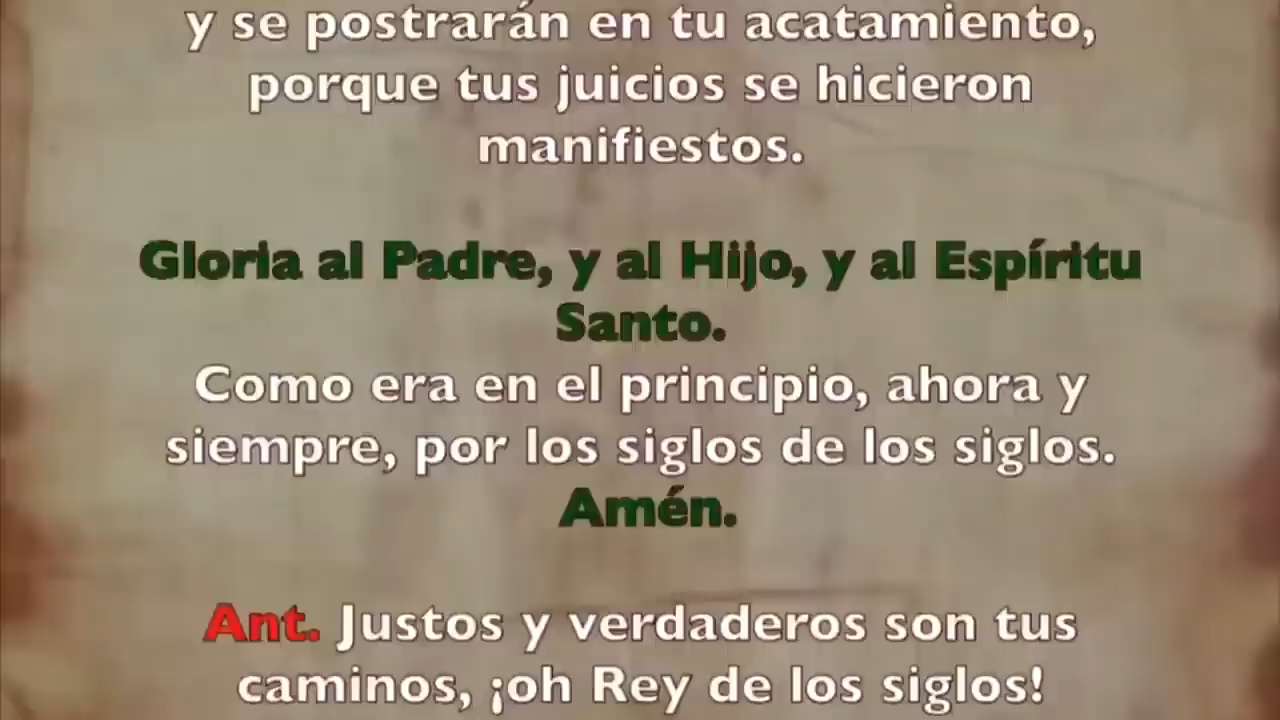 y se postrarán en tu acatamiento,
porque tus juicios se hicieron
manifiestos.
Gloria al Padre, y al Hijo, y al Espíritu
Santo.
Como era en el principio, ahora y
siempre, por los siglos de los siglos.
Amén.
Ant. Justos y verdaderos son tus
caminos, ¡oh Rey de los siglos!